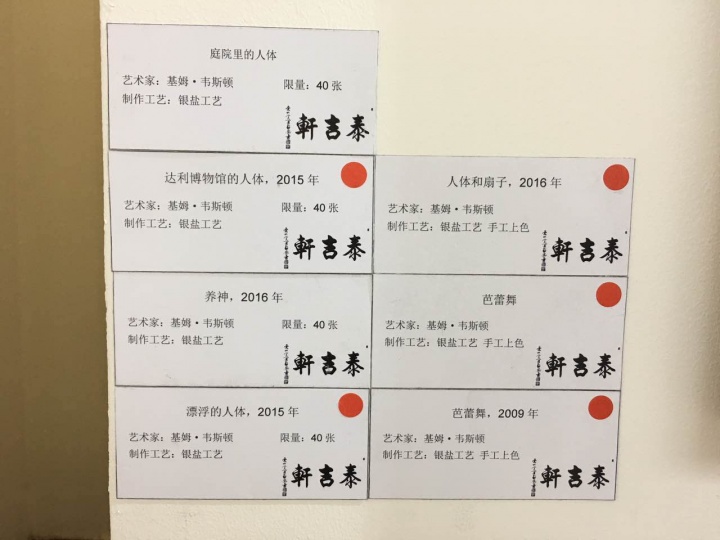 庭院里的人体
艺术家：基姆·韦斯顿 限量：40 张
制作工艺：银盐工艺
軒吉泰
达利博物馆的人体，2015 年
艺术家：基姆·韦斯顿 限量：40 张
制作工艺：银盐工艺
軒吉泰
养神，2016 年
艺术家：基姆·韦斯顿 限量：40 张
制作工艺：银盐工艺
軒吉泰
漂浮的人体，2015 年
艺术家：基姆·韦斯顿 限量：40 张
制作工艺：银盐工艺
軒吉泰
人体和扇子，2016 年
艺术家：基姆·韦斯顿
制作工艺：银盐工艺 手工上色
軒吉泰
芭蕾舞
艺术家：基姆·韦斯顿
制作工艺：银盐工艺 手工上色
軒吉泰
芭蕾舞，2009 年
艺术家：基姆·韦斯顿
制作工艺：银盐工艺 手工上色
軒吉泰